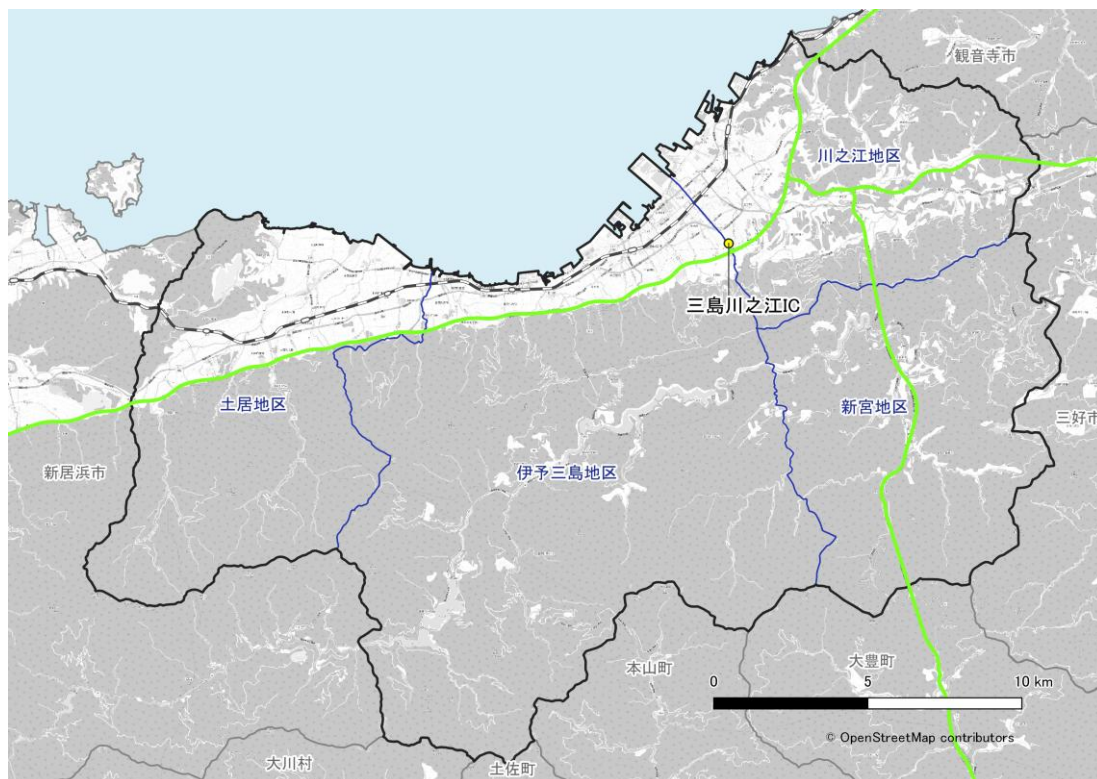 観音寺市
川之江地区
三島川之江IC
土居地区
新宮地区
三好市
新居浜市
伊予三島地区
本山町
大豊町
0 5 10 km
© OpenStreetMap contributors
大川村
土佐町